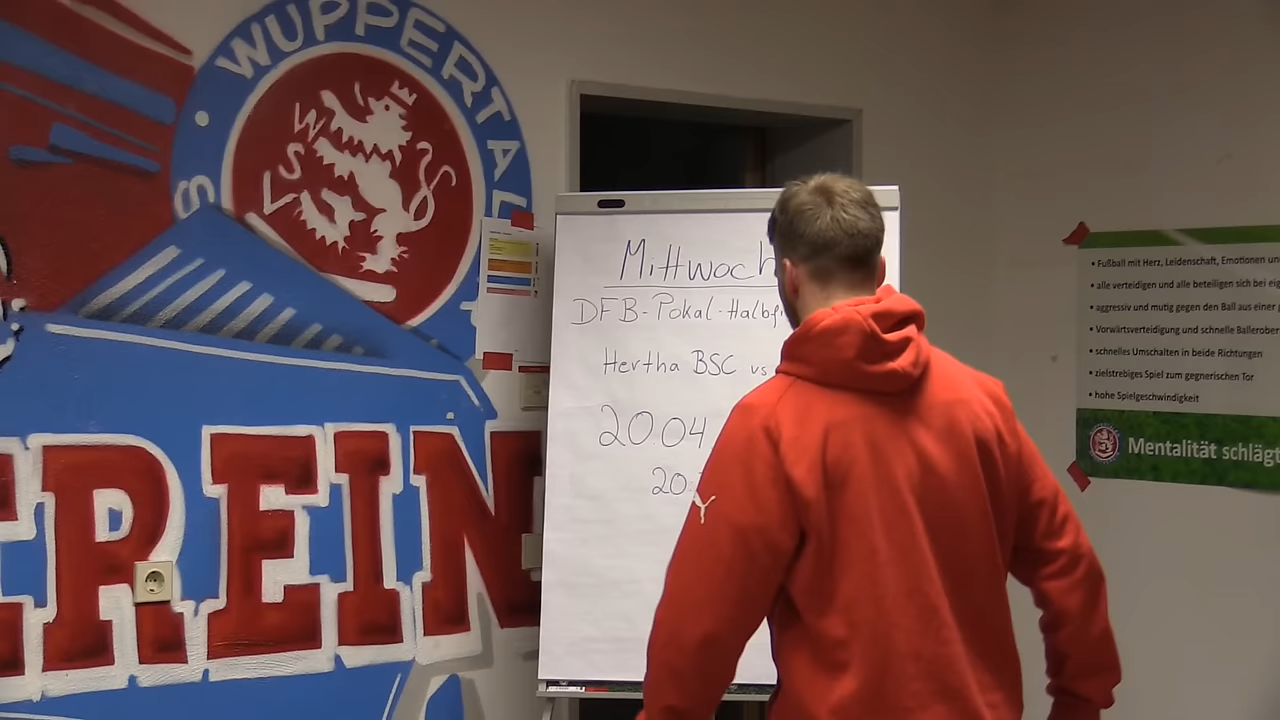 WUPPERTAL
S
WSV
EREIN
Mittwoch
DFB-Pokal-Halbfi
Hertha BSC vs
20.04
20:
• Fußball mit Herz, Leidenschaft, Emotionen un
• alle verteidigen und alle beteiligen sich bei eig
• aggressiv und mutig gegen den Ball aus einer
• Vorwärtsverteidigung und schnelle Ballerober
• schnelles Umschalten in beide Richtungen
• zielstrebiges Spiel zum gegnerischen Tor
• hohe Spielgeschwindigkeit
Mentalität schlägt